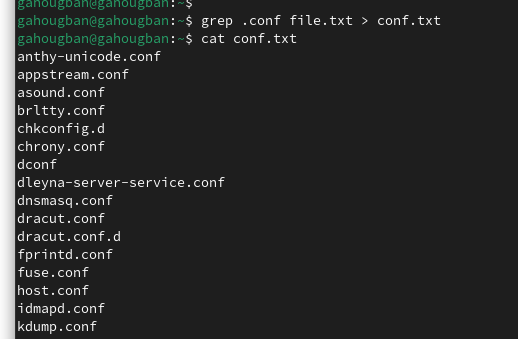 gahougban@gahougban:~$
gahougban@gahougban:~$ grep .conf file.txt > conf.txt
gahougban@gahougban:~$ cat conf.txt
anthy-unicode.conf
appstream.conf
asound.conf
brltty.conf
chkconfig.d
chrony.conf
dconf
dleyna-server-service.conf
dnsmasq.conf
dracut.conf
dracut.conf.d
fprintd.conf
fuse.conf
host.conf
idmapd.conf
kdump.conf